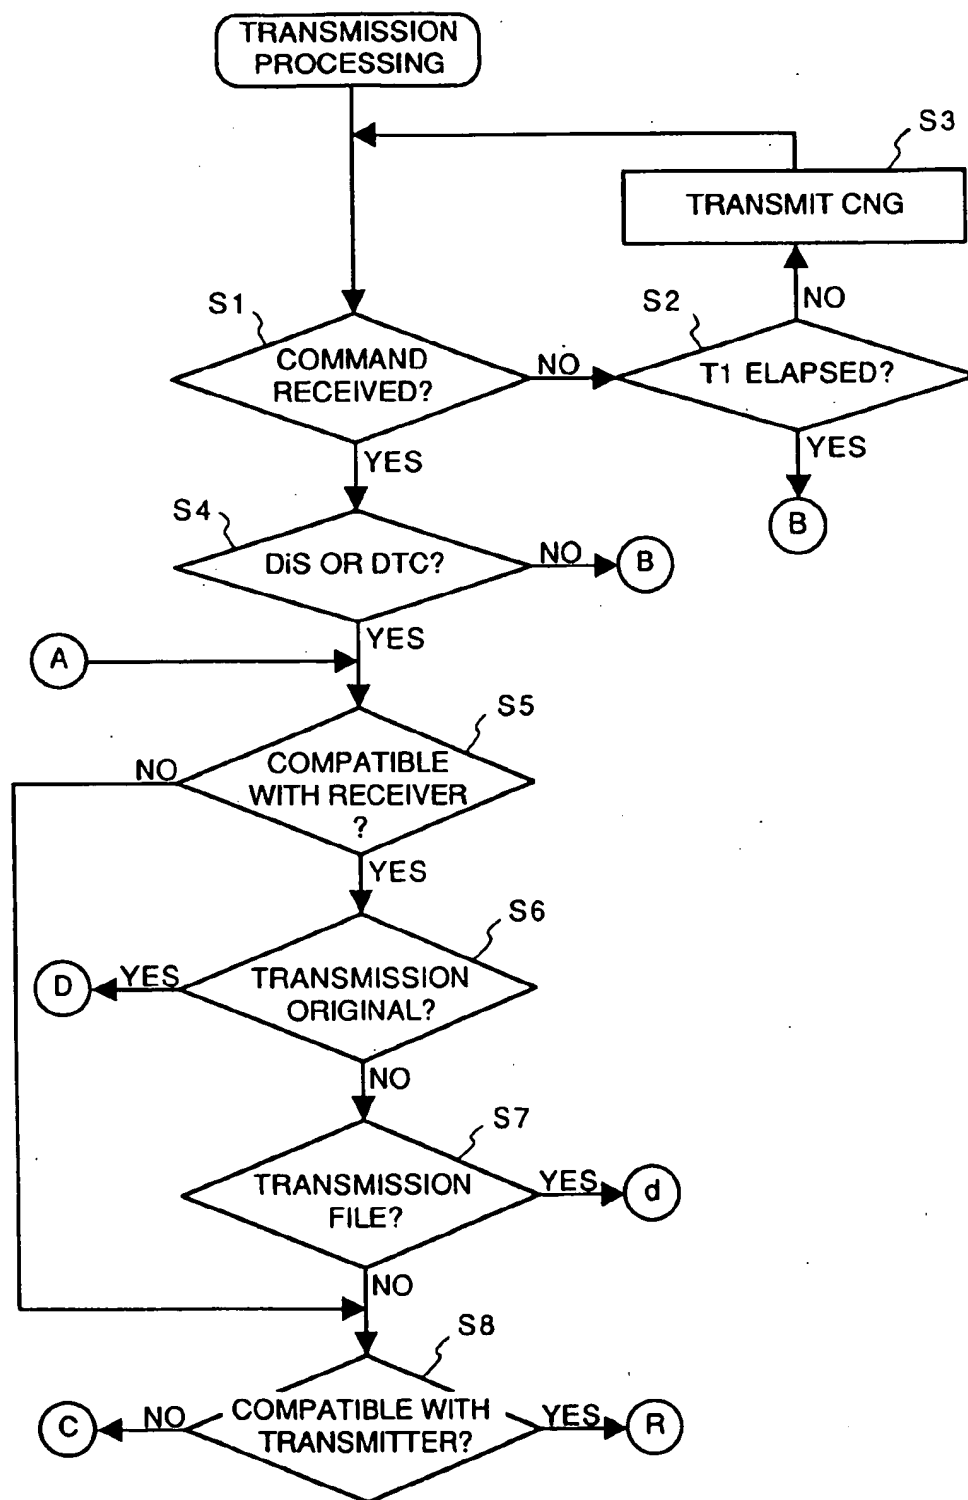 TRANSMISSION
PROCESSING
S3
TRANSMIT CNG
S1
S2
NO
COMMAND
RECEIVED?
NO
T1 ELAPSED?
YES
YES
B
S4
DiS OR DTC?
NO
B
YES
A
S5
NO
COMPATIBLE
WITH RECEIVER
?
YES
S6
D
YES
TRANSMISSION
ORIGINAL?
NO
S7
TRANSMISSION
FILE?
YES
d
NO
S8
C
NO
COMPATIBLE WITH
TRANSMITTER?
YES
R